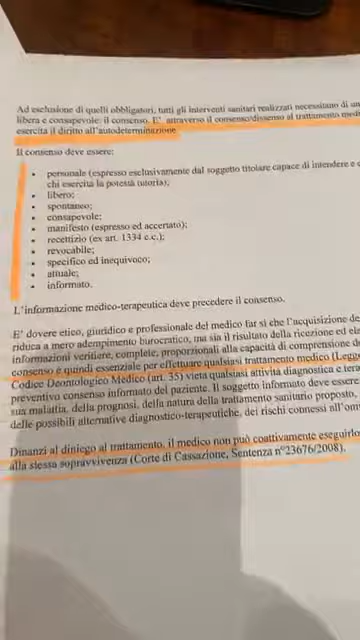 Ad esclusione di quelli obbligatori, tutti gli interventi sanitari realizzati necessitano di un
libera e consapevole: il consenso. E' attraverso il consenso/dissenso al trattamento med
esercita il diritto all'autodeterminazione.
Il consenso deve essere:
• personale (espresso esclusivamente dal soggetto titolare capace di intendere e
chi esercita la potestà tutoria);
• libero;
• spontaneo;
• consapevole;
• manifesto (espresso ed accertato);
• recettizio (ex art. 1334 c.c.);
• revocabile;
• specifico ed inequivoco;
• attuale;
• informato.
L'informazione medico-terapeutica deve precedere il consenso.
E' dovere etico, giuridico e professionale del medico far sì che l'acquisizione de
riduca a mero adempimento burocratico, ma sia il risultato della ricezione ed el
informazioni veritiere, complete, proporzionali alla capacità di comprensione de
consenso è quindi essenziale per effettuare qualsiasi trattamento medico (Legg
Codice Deontologico Medico (art. 35) vieta qualsiasi attività diagnostica e tera
preventivo consenso informato del paziente. Il soggetto informato deve essere
sua malattia, della prognosi, della natura del trattamento sanitario proposto,
delle possibili alternative diagnostico-terapeutiche, dei rischi connessi all'om
Dinanzi al diniego al trattamento, il medico non può coattivamente eseguirlo
alla stessa sopravvivenza (Corte di Cassazione, Sentenza n°23676/2008).